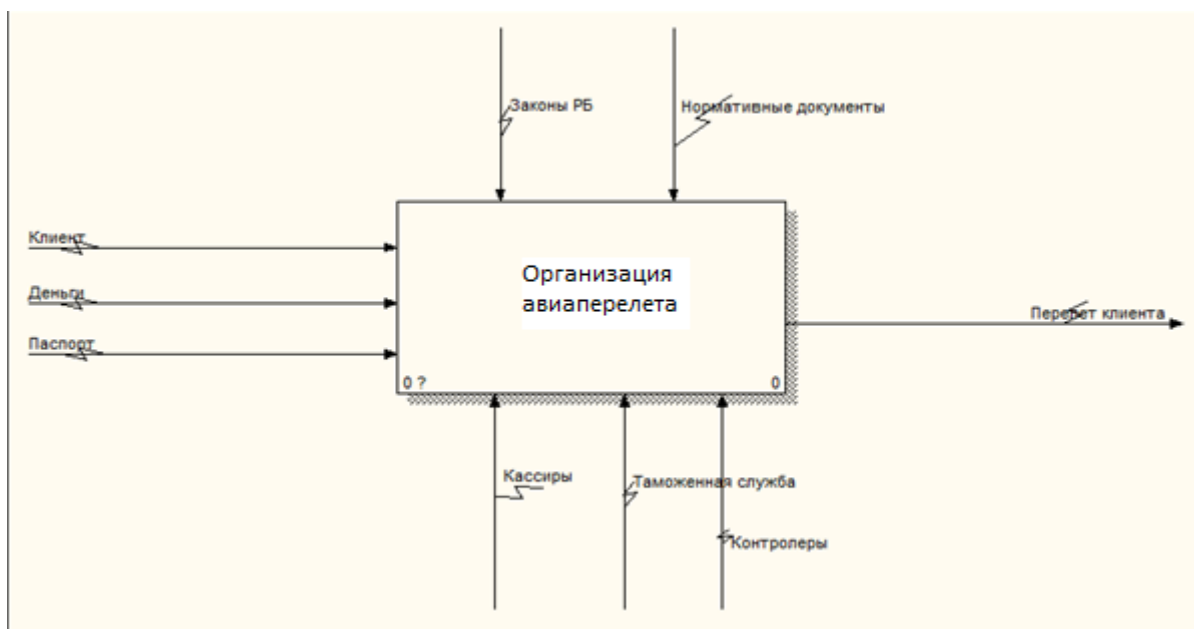 Законы РБ
Нормативные документы
Клиент
Деньги
Паспорт
Организация
авиаперелета
Перелет клиента
0 ?
0
Кассиры
Таможенная служба
Контролеры